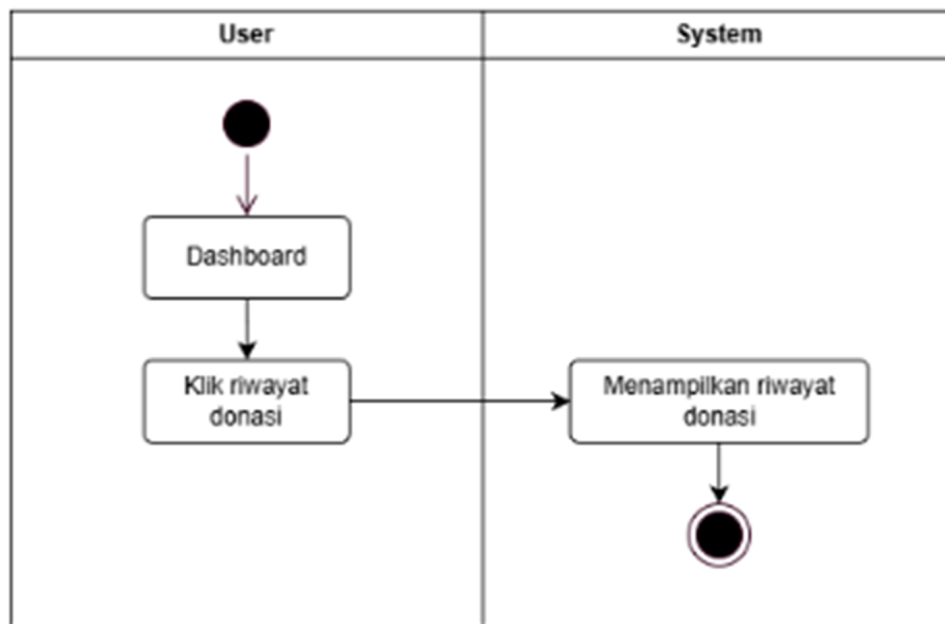 User
System
Dashboard
Klik riwayat
donasi
Menampilkan riwayat
donasi